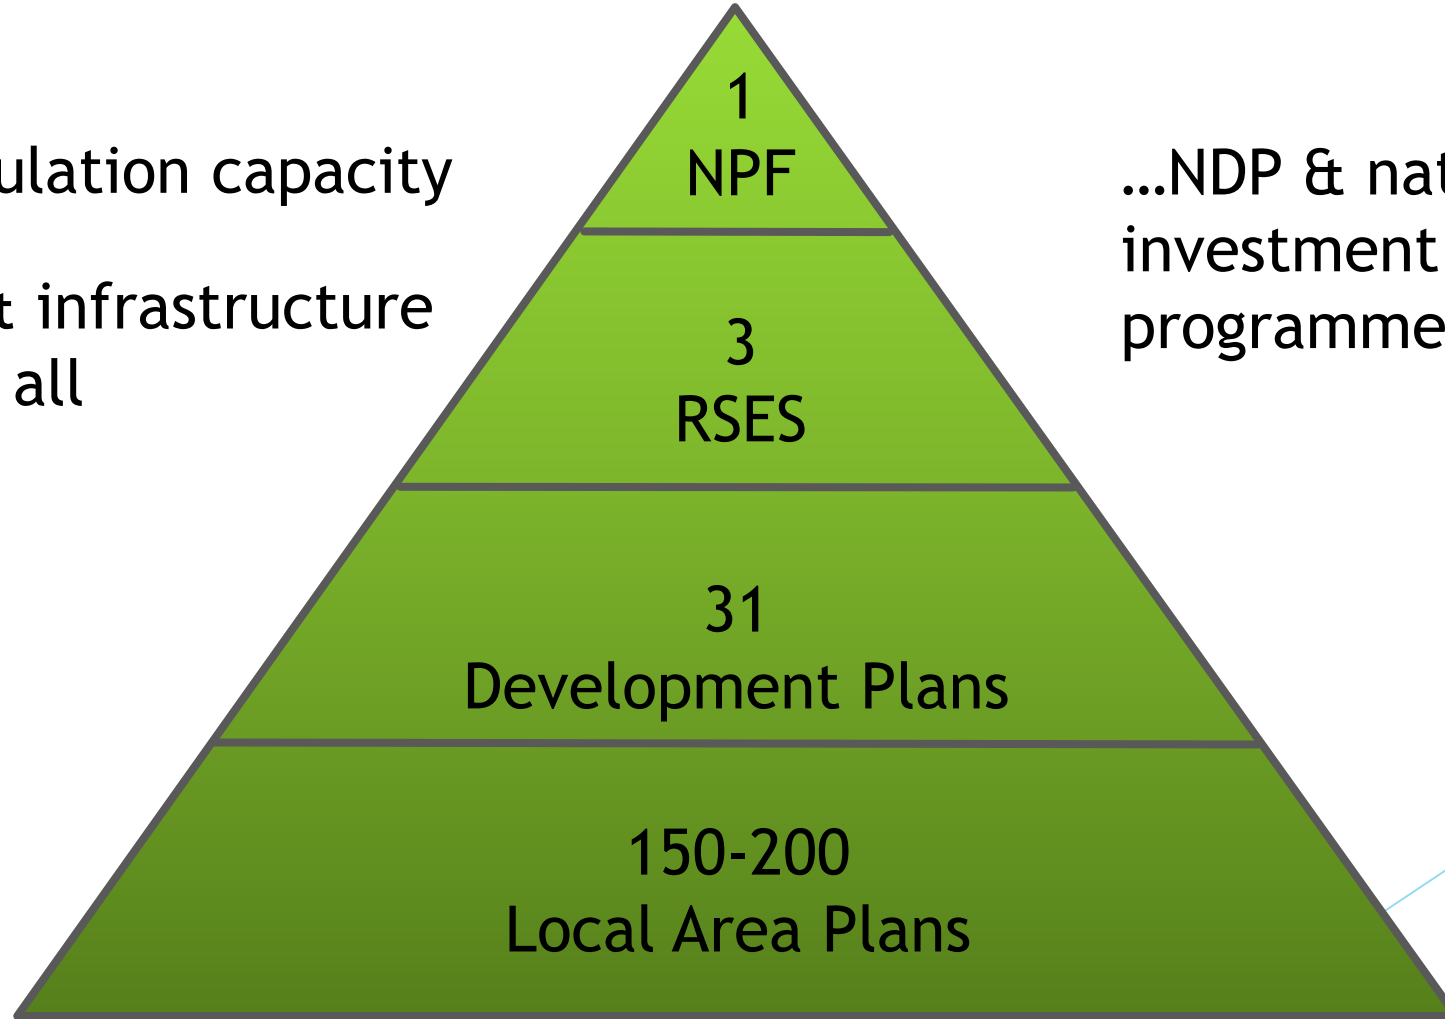 ulation capacity
infrastructure
all
1
NPF
3
RSES
31
Development Plans
150-200
Local Area Plans
…NDP & nat
investment
programme